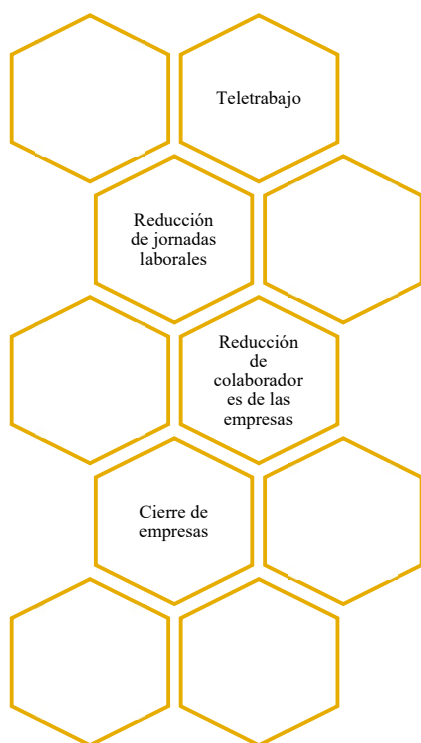 Teletrabajo
Reducción
de jornadas
laborales
Reducción
de
colaborador
es de las
empresas
Cierre de
empresas